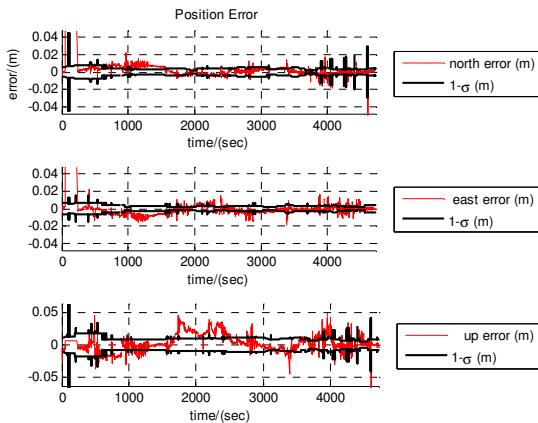 Position Error
error/(m)
0.04
0.02
0
-0.02
-0.04
0 1000 2000 3000 4000
time/(sec)
north error (m)
1-σ (m)
0.04
0.02
0
-0.02
-0.04
0 1000 2000 3000 4000
time/(sec)
east error (m)
1-σ (m)
0.05
0
-0.05
0 1000 2000 3000 4000
time/(sec)
up error (m)
1-σ (m)